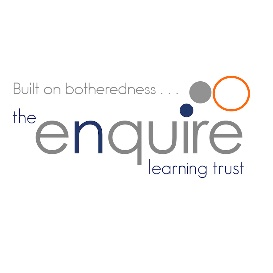 Built on botheredness . . .
the
enquire
learning trust